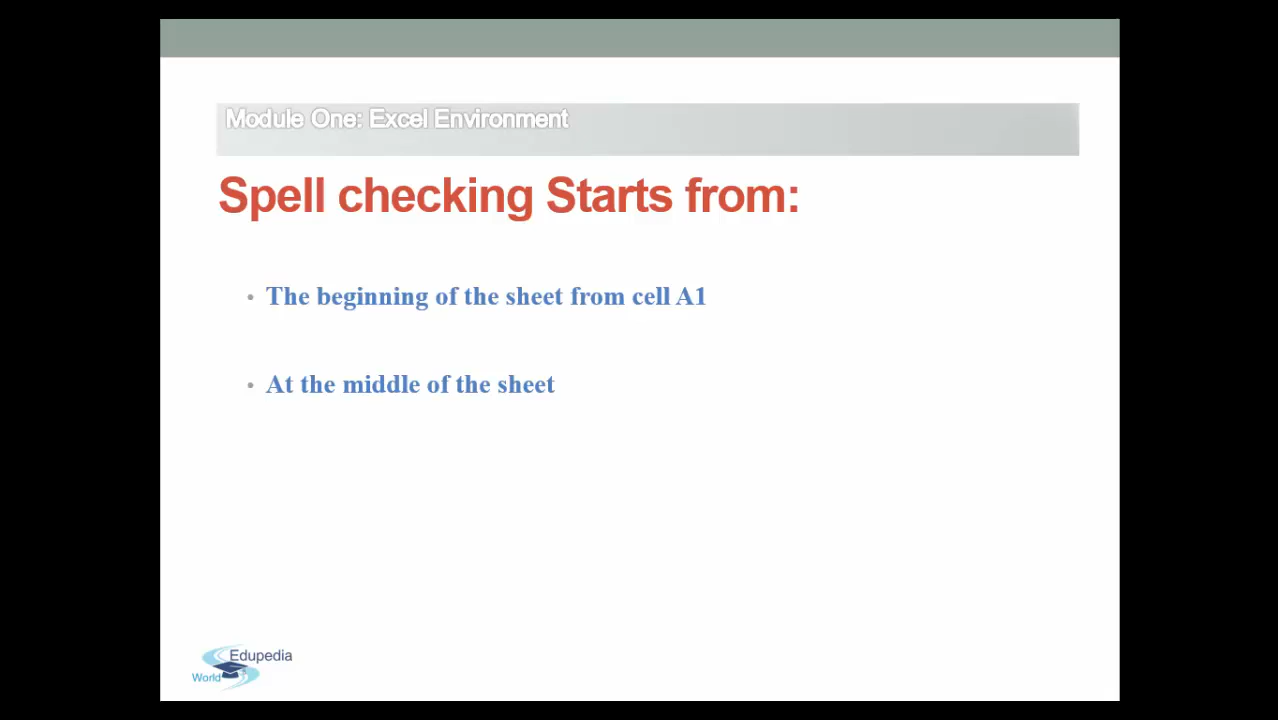 Module One: Excel Environment
Spell checking Starts from:
• The beginning of the sheet from cell A1
• At the middle of the sheet
Edupedia
World